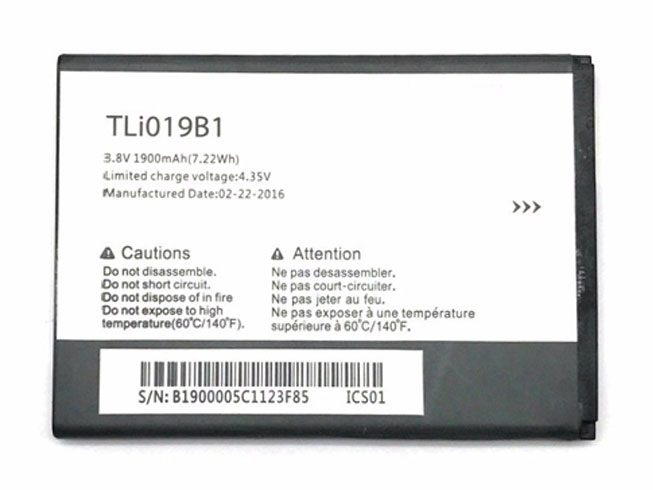 TLi019B1
3.8V 1900mAh(7.22Wh)
Limited charge voltage:4.35V
Manufactured Date:02-22-2016
>>>
Cautions
Do not disassemble.
Do not short circuit.
Do not dispose of in fire
Do not expose to high
temperature(60°C/140°F).
Attention
Ne pas desassembler.
Ne pas court-circuiter.
Ne pas jeter au feu.
Ne pas exposer à une température
supérieure à 60°C/140°F.
S/N: B1900005C1123F85 ICS01